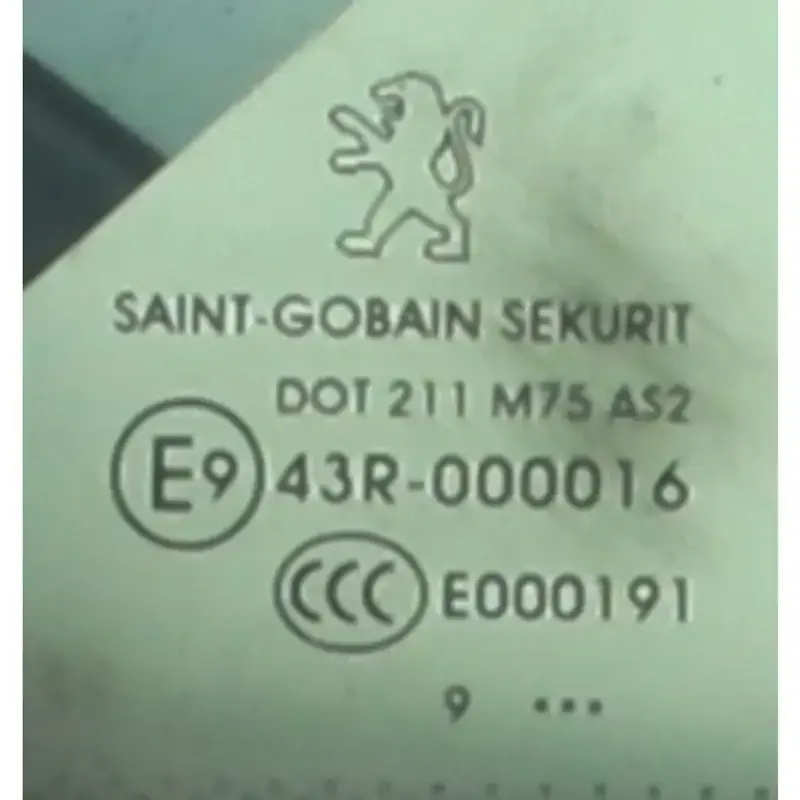 SAINT-GOBAIN SEKURIT
DOT 211 M75 AS2
E9 43R-000016
CCC E000191
9 ...